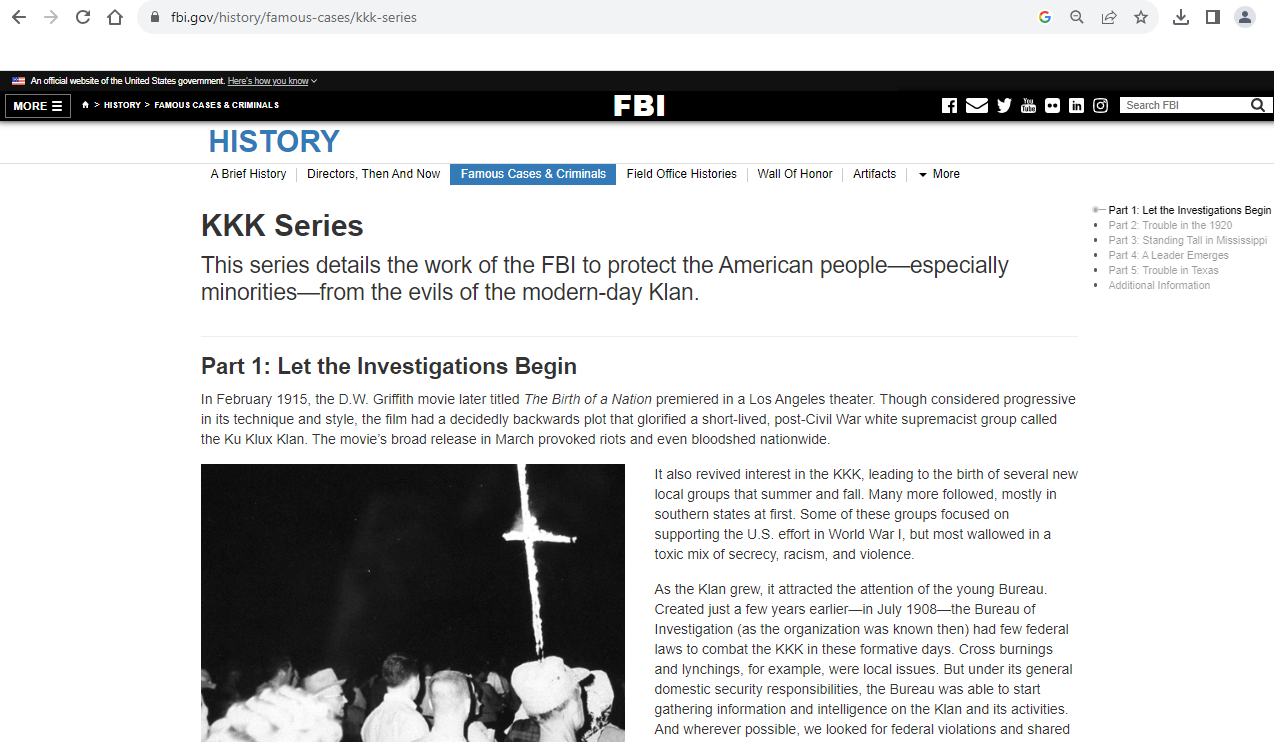 fbi.gov/history/famous-cases/kkk-series
An official website of the United States government. Here's how you know
MORE
> HISTORY > FAMOUS CASES & CRIMINALS
FBI
You
Tube
in
Search FBI
HISTORY
A Brief History
Directors, Then And Now
Famous Cases & Criminals
Field Office Histories
Wall Of Honor
Artifacts
More
KKK Series
This series details the work of the FBI to protect the American people—especially
minorities—from the evils of the modern-day Klan.
Part 1: Let the Investigations Begin
Part 2: Trouble in the 1920
Part 3: Standing Tall in Mississippi
Part 4: A Leader Emerges
Part 5: Trouble in Texas
Additional Information
Part 1: Let the Investigations Begin
In February 1915, the D.W. Griffith movie later titled The Birth of a Nation premiered in a Los Angeles theater. Though considered progressive
in its technique and style, the film had a decidedly backwards plot that glorified a short-lived, post-Civil War white supremacist group called
the Ku Klux Klan. The movie's broad release in March provoked riots and even bloodshed nationwide.
It also revived interest in the KKK, leading to the birth of several new
local groups that summer and fall. Many more followed, mostly in
southern states at first. Some of these groups focused on
supporting the U.S. effort in World War I, but most wallowed in a
toxic mix of secrecy, racism, and violence.
As the Klan grew, it attracted the attention of the young Bureau.
Created just a few years earlier—in July 1908—the Bureau of
Investigation (as the organization was known then) had few federal
laws to combat the KKK in these formative days. Cross burnings
and lynchings, for example, were local issues. But under its general
domestic security responsibilities, the Bureau was able to start
gathering information and intelligence on the Klan and its activities.
And wherever possible, we looked for federal violations and shared